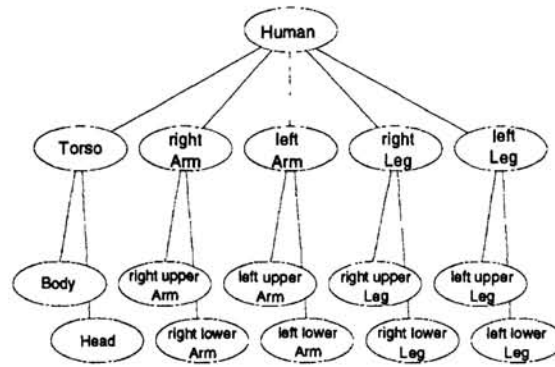 Human
Torso
right
Arm
left
Arm
right
Leg
left
Leg
Body
right upper
Arm
left upper
Arm
right upper
Leg
left upper
Leg
Head
right lower
Arm
left lower
Arm
right lower
Leg
left lower
Leg